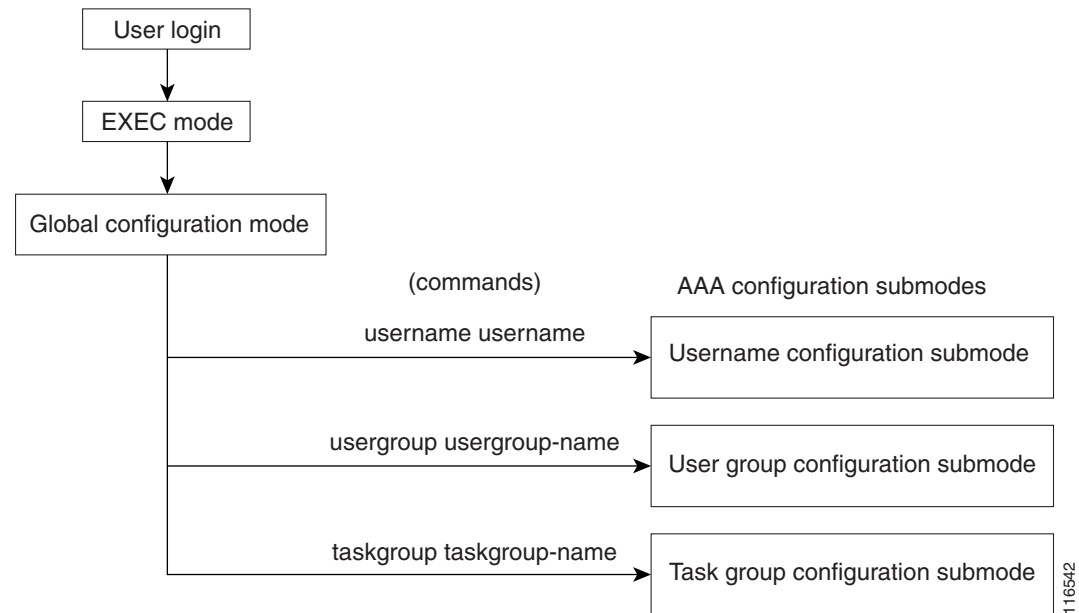 User login
EXEC mode
Global configuration mode
(commands)
AAA configuration submodes
username username
Username configuration submode
usergroup usergroup-name
User group configuration submode
taskgroup taskgroup-name
Task group configuration submode
116542